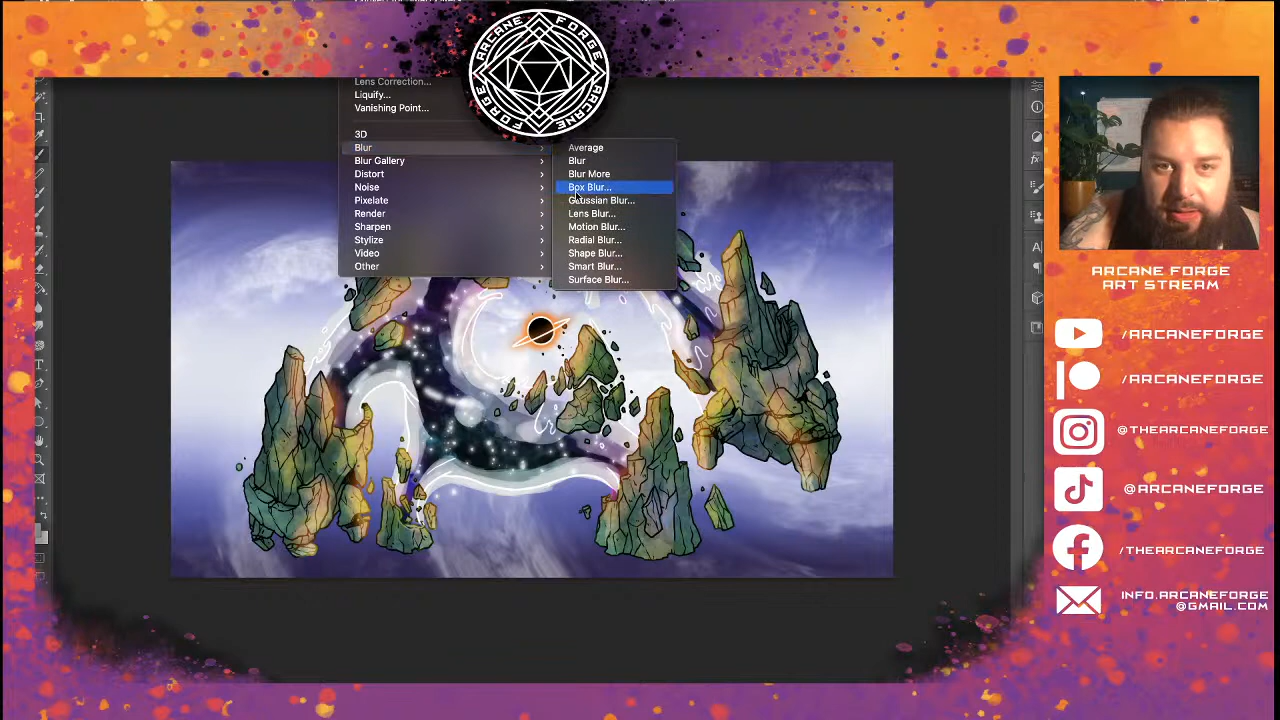 ARCANE FORGE ARCANE FORGE
Lens Correction...
Liquify...
Vanishing Point...
3D
Blur
Blur Gallery
Distort
Noise
Pixelate
Render
Sharpen
Stylize
Video
Other
Average
Blur
Blur More
Box Blur...
Gaussian Blur...
Lens Blur...
Motion Blur...
Radial Blur...
Shape Blur...
Smart Blur...
Surface Blur...
ARCANE FORGE
ART STREAM
/ARCANEFORGE
/ARCANEFORGE
@THEARCANEFORGE
@ARCANEFORGE
/THEARCANEFORGE
INFO.ARCANEFORGE
@GMAIL.COM